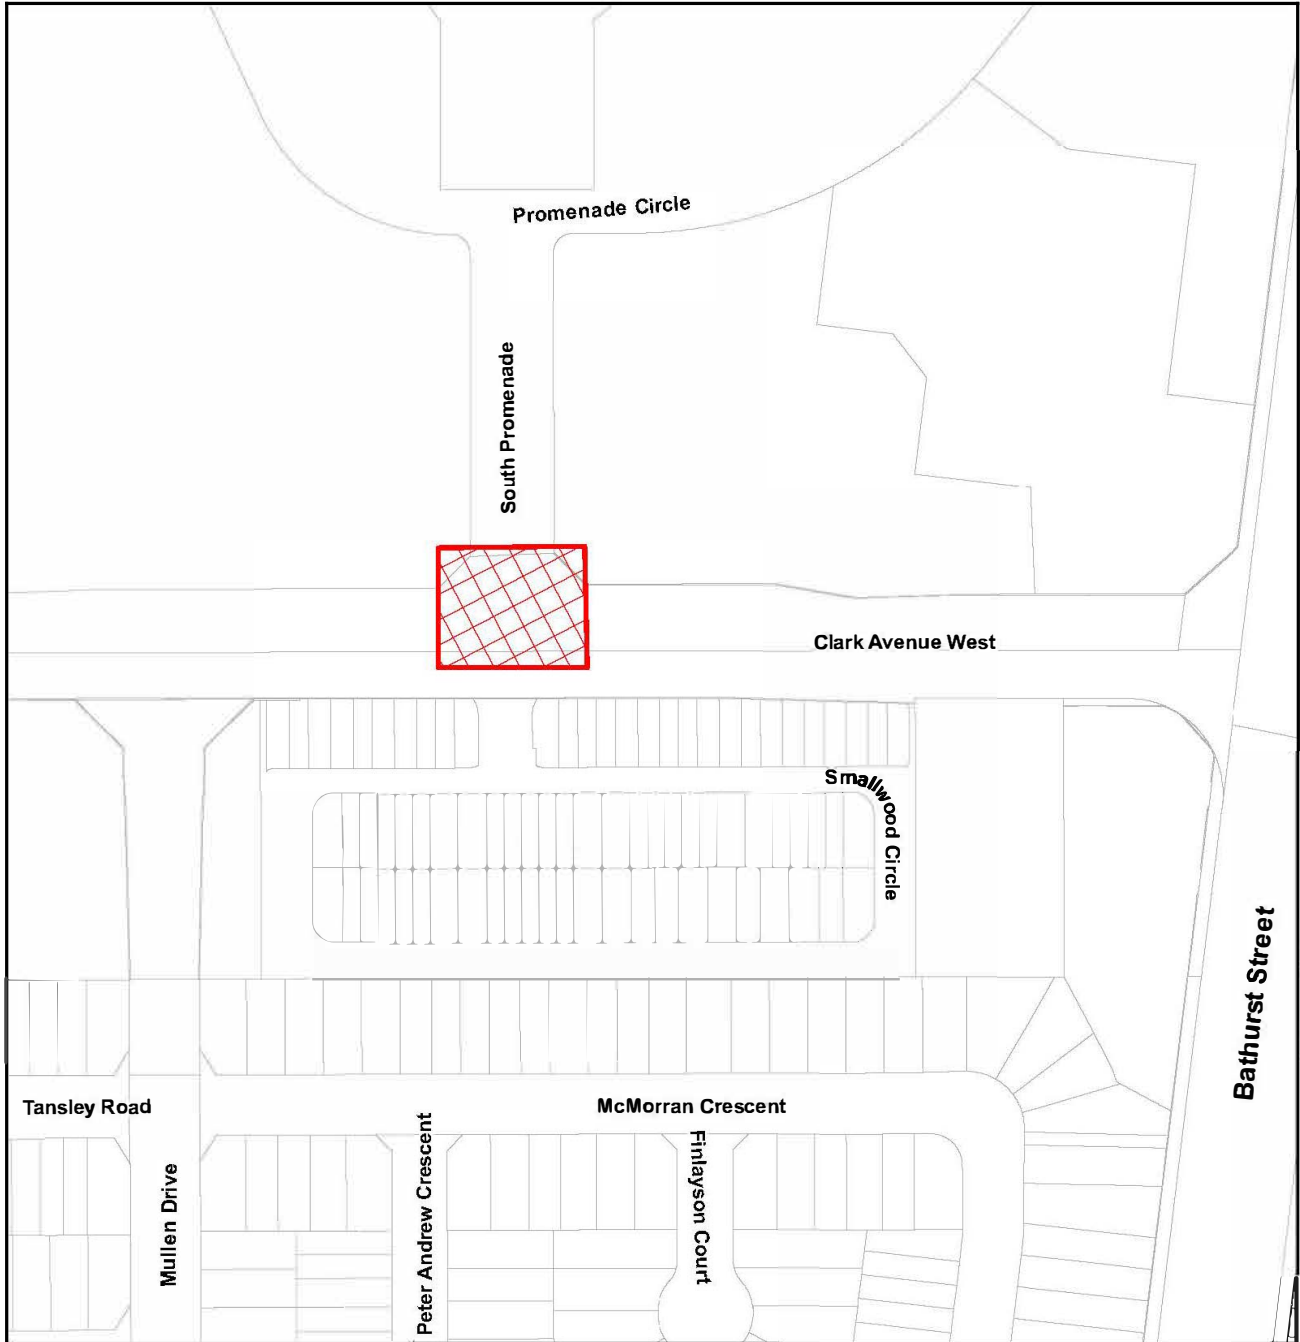 Promenade Circle
South Promenade
Clark Avenue West
Smallwood Circle
Bathurst Street
Tansley Road
McMorran Crescent
Mullen Drive
Peter Andrew Crescent
Finlayson Court